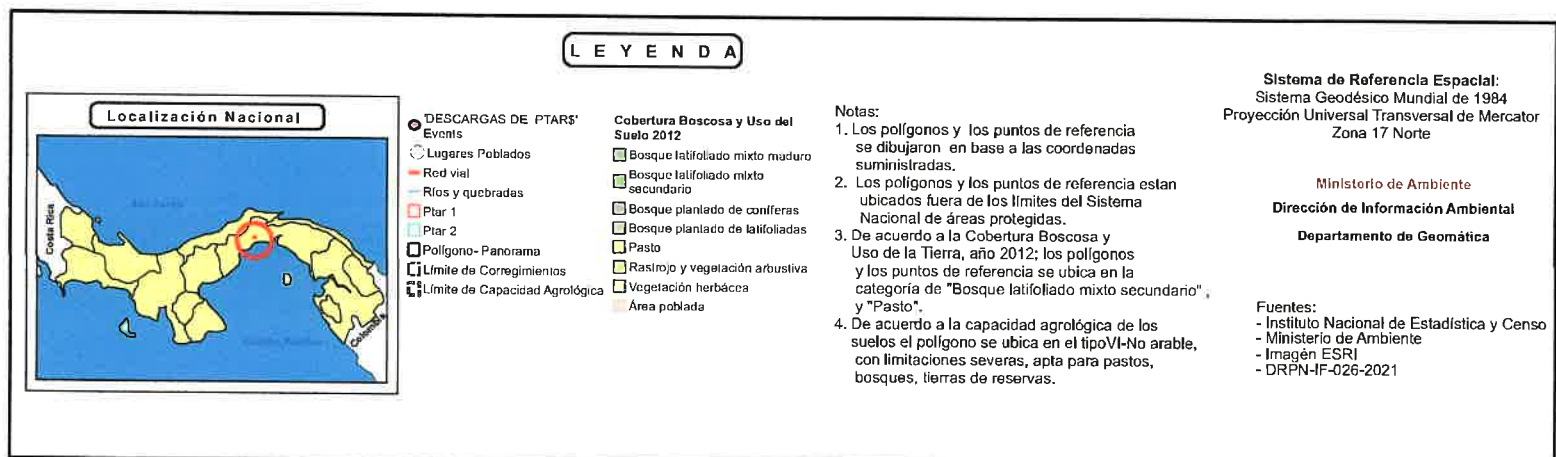 LEYENDA
Localización Nacional
Costa Rica
Colombia
'DESCARGAS DE PTAR$'
Events
Lugares Poblados
Red vial
Ríos y quebradas
Ptar 1
Ptar 2
Polígono- Panorama
Límite de Corregimientos
Límite de Capacidad Agrológica
Cobertura Boscosa y Uso del
Suelo 2012
Bosque latifoliado mixto maduro
Bosque latifoliado mixto
secundario
Bosque plantado de coníferas
Bosque plantado de latifoliadas
Pasto
Rastrojo y vegetación arbustiva
Vegetación herbácea
Área poblada
Notas:
1. Los polígonos y los puntos de referencia
se dibujaron en base a las coordenadas
suministradas.
2. Los polígonos y los puntos de referencia estan
ubicados fuera de los límites del Sistema
Nacional de áreas protegidas.
3. De acuerdo a la Cobertura Boscosa y
Uso de la Tierra, año 2012; los polígonos
y los puntos de referencia se ubica en la
categoría de "Bosque latifoliado mixto secundario" ,
y "Pasto".
4. De acuerdo a la capacidad agrológica de los
suelos el polígono se ubica en el tipoVI-No arable,
con limitaciones severas, apta para pastos,
bosques, tierras de reservas.
Sistema de Referencia Espacial:
Sistema Geodésico Mundial de 1984
Proyección Universal Transversal de Mercator
Zona 17 Norte
Ministerio de Ambiente
Dirección de Información Ambiental
Departamento de Geomática
Fuentes:
- Instituto Nacional de Estadística y Censo
- Ministerio de Ambiente
- Imagén ESRI
- DRPN-IF-026-2021